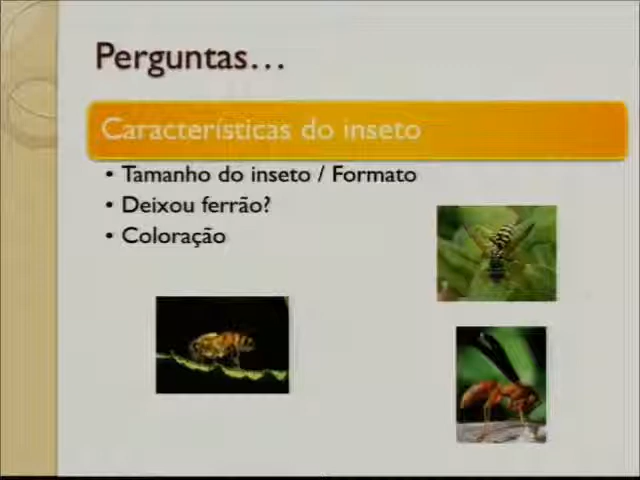 Perguntas...
Características do inseto
• Tamanho do inseto / Formato
• Deixou ferrão?
• Coloração